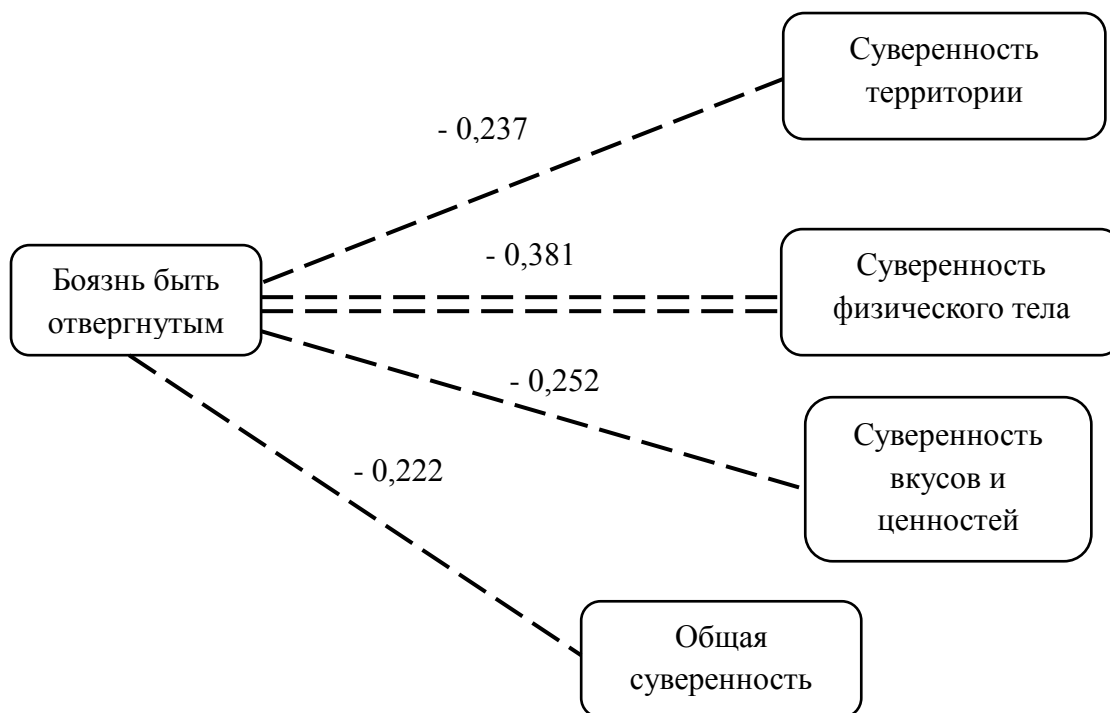 Суверенность
территории
- 0,237
- 0,381
Боязнь быть
отвергнутым
Суверенность
физического тела
- 0,252
Суверенность
вкусов и
ценностей
- 0,222
Общая
суверенность